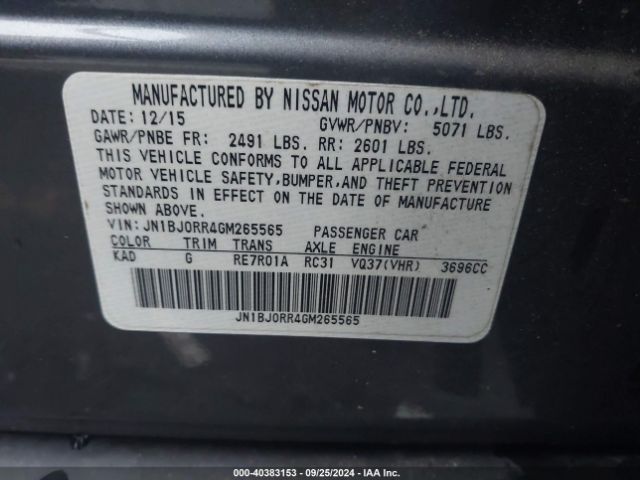 MANUFACTURED BY NISSAN MOTOR CO.,LTD.
DATE: 12/15 GVWR/PNBV: 5071 LBS.
GAWR/PNBE FR: 2491 LBS. RR: 2601 LBS.
THIS VEHICLE CONFORMS TO ALL APPLICABLE FEDERAL
MOTOR VEHICLE SAFETY,BUMPER,AND THEFT PREVENTION
STANDARDS IN EFFECT ON THE DATE OF MANUFACTURE
SHOWN ABOVE.
VIN: JN1BJ0RR4GM265565 PASSENGER CAR
COLOR TRIM TRANS AXLE ENGINE
KAD G RE7R01A RC31 VQ37(VHR) 3696CC
JN1BJ0RR4GM265565
000-40383153 - 09/25/2024 - IAA Inc.